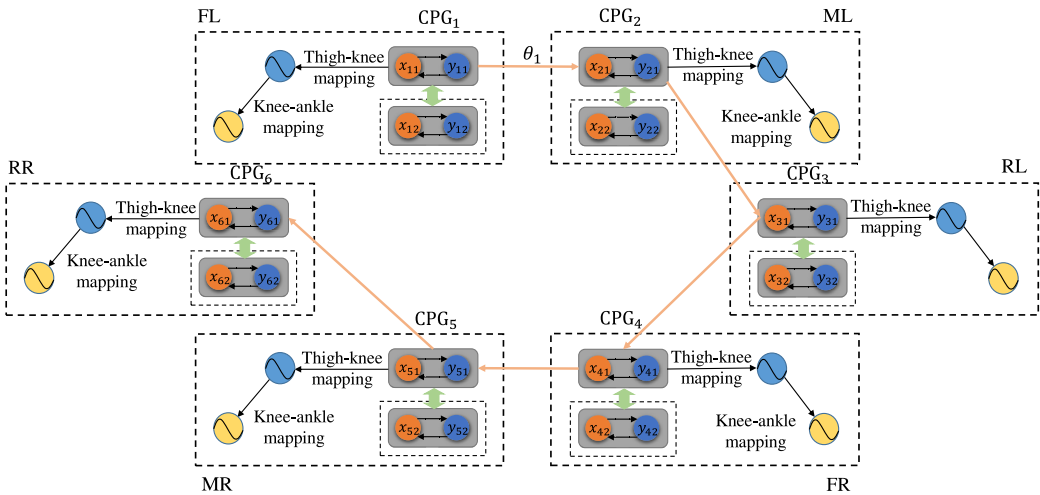 FL
CPG₁
CPG₂
ML
Thigh-knee
mapping
x₁₁
y₁₁
θ₁
x₂₁
y₂₁
Thigh-knee
mapping
Knee-ankle
mapping
x₁₂
y₁₂
x₂₂
y₂₂
Knee-ankle
mapping
RR
CPG₆
CPG₃
RL
Thigh-knee
mapping
x₆₁
y₆₁
x₃₁
y₃₁
Thigh-knee
mapping
Knee-ankle
mapping
x₆₂
y₆₂
x₃₂
y₃₂
CPG₅
CPG₄
Thigh-knee
mapping
x₅₁
y₅₁
x₄₁
y₄₁
Thigh-knee
mapping
Knee-ankle
mapping
x₅₂
y₅₂
x₄₂
y₄₂
Knee-ankle
mapping
MR
FR